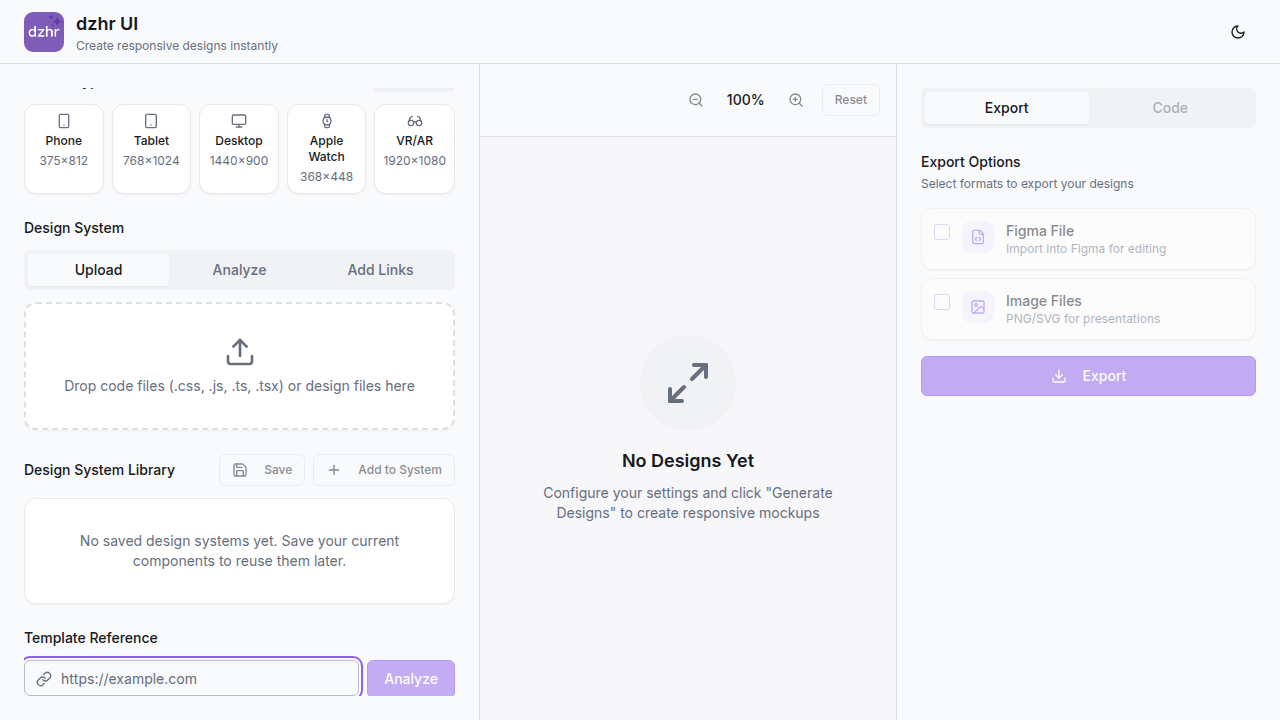 dzhr
dzhr UI
Create responsive designs instantly
Phone
375×812
Tablet
768×1024
Desktop
1440×900
Apple
Watch
368×448
VR/AR
1920×1080
Design System
Upload
Analyze
Add Links
Drop code files (.css, .js, .ts, .tsx) or design files here
Design System Library
Save
Add to System
No saved design systems yet. Save your current
components to reuse them later.
Template Reference
https://example.com
Analyze
100%
Reset
No Designs Yet
Configure your settings and click "Generate
Designs" to create responsive mockups
Export
Code
Export Options
Select formats to export your designs
Figma File
Import into Figma for editing
Image Files
PNG/SVG for presentations
Export